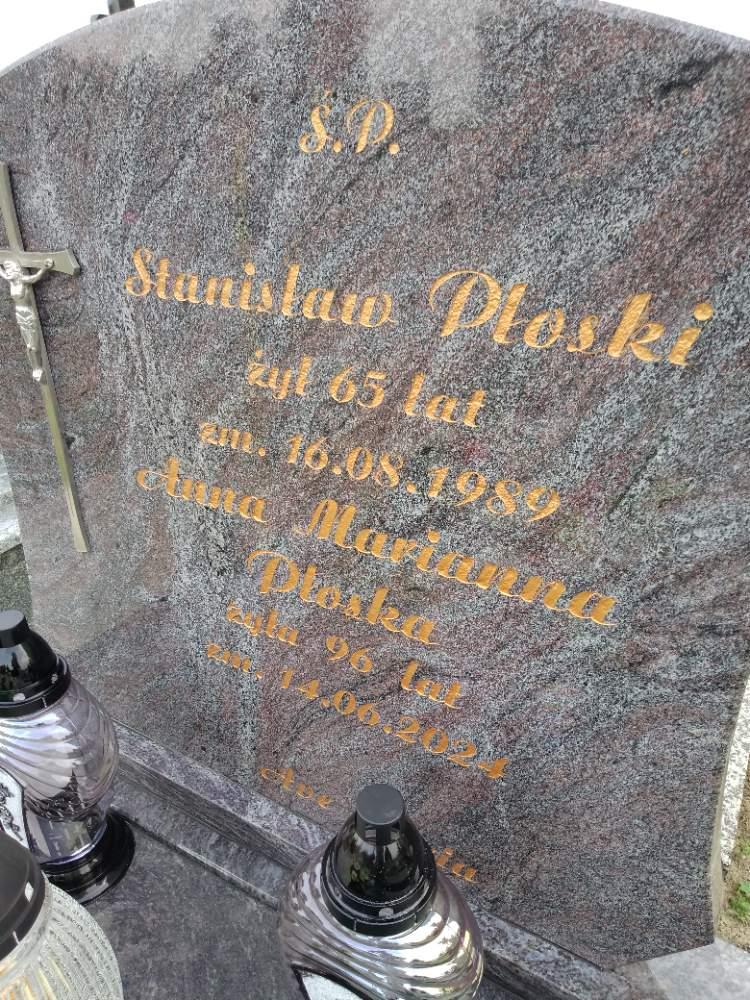 Ś.P.
Stanisław Płoski
żył 65 lat
zm. 16.08.1989
Anna Marianna
Płoska
żyła 96 lat
zm. 14.06.2024
Ave